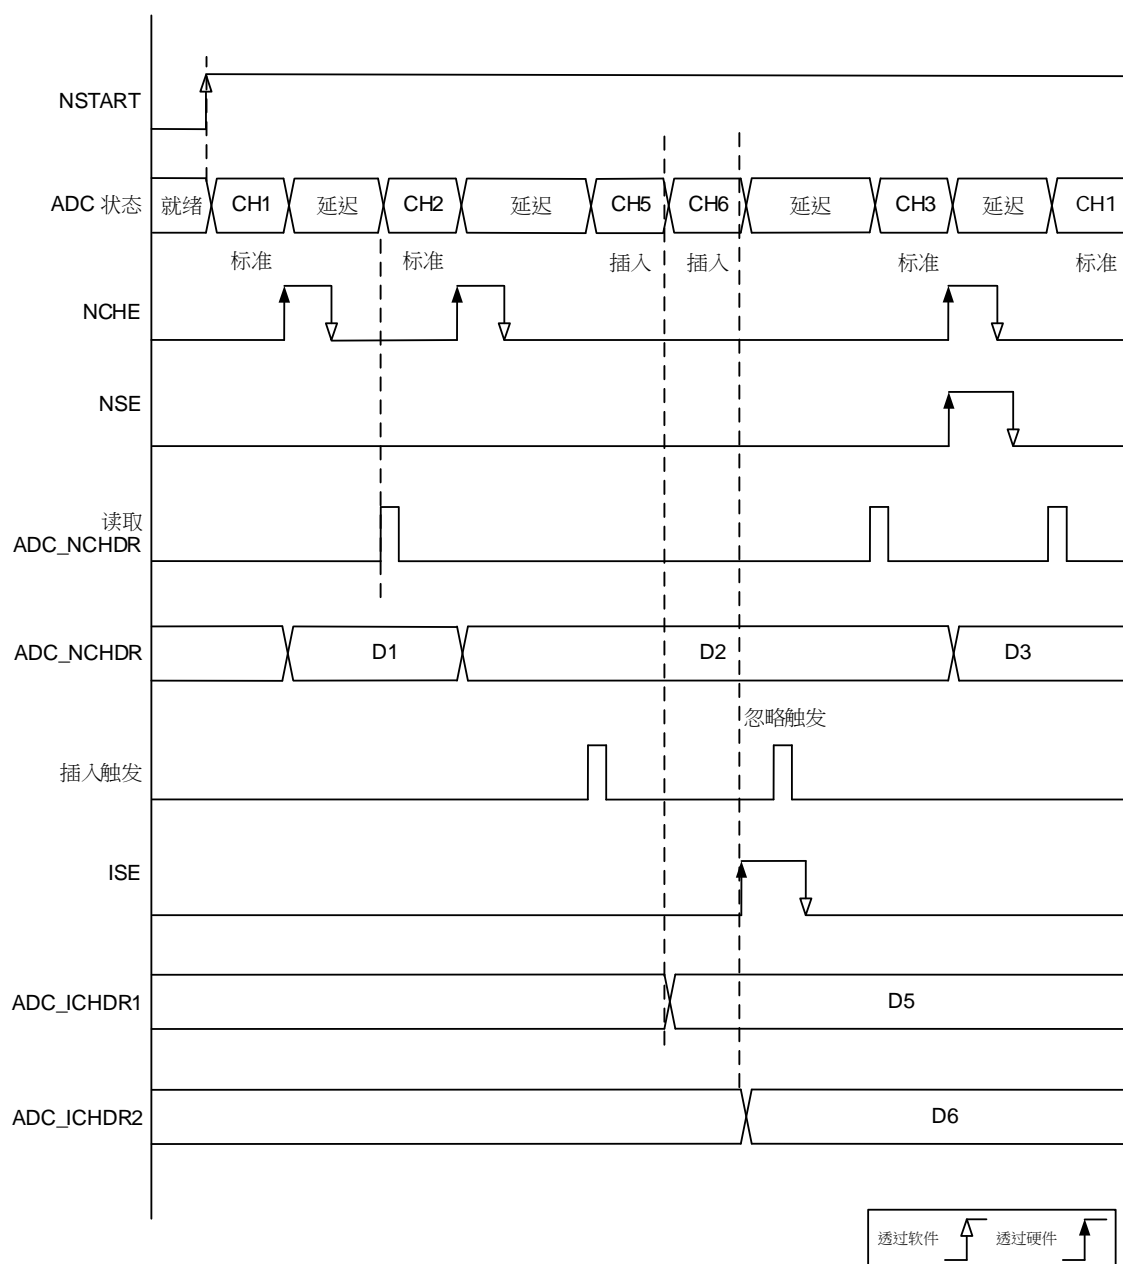 NSTART
ADC 状态
就绪 CH1 延迟 CH2 延迟 CH5 CH6 延迟 CH3 延迟 CH1
标准 标准 插入 插入 标准 标准
NCHE
NSE
读取
ADC_NCHDR
ADC_NCHDR
D1 D2 D3
忽略触发
插入触发
ISE
ADC_ICHDR1
D5
ADC_ICHDR2
D6
透过软件 透过硬件